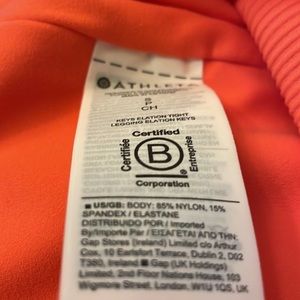 ATHLETA
S
P
CH
KEYS ELATION TIGHT
LEGGING ELATION KEYS
Certified
Certifiée
B
Entreprise
Corporation
US/GB: BODY: 85% NYLON, 15%
SPANDEX / ELASTANE
DISTRIBUIDO POR / Imported
By/Importe Par / ΕΙΣΑΓΕΤΑΙ ΑΠΌ ΤΗΝ:
Gap Stores (Ireland) Limited c/o Arthur
Cox, 10 Earlsfort Terrace, Dublin 2, D02
T380, Ireland Gap (UK Holdings)
Limited, 2nd Floor Nations House, 103
Wigmore Street, London, W1U 1QS, UK